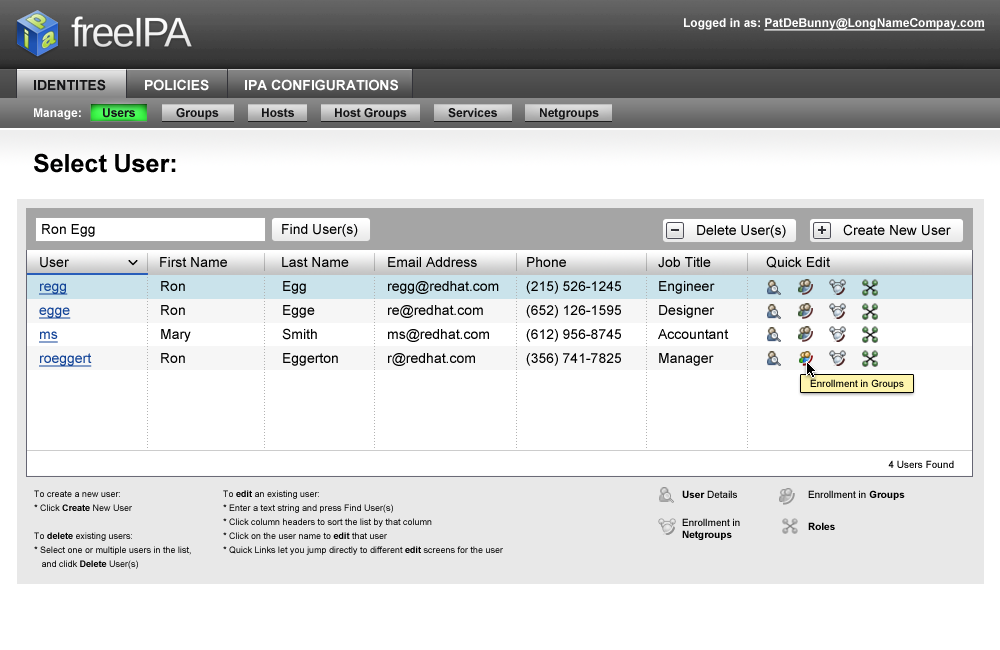 freeIPA
Logged in as: PatDeBunny@LongNameCompay.com
IDENTITES POLICIES IPA CONFIGURATIONS
Manage: Users Groups Hosts Host Groups Services Netgroups
Select User:
Ron Egg Find User(s) Delete User(s) Create New User
User First Name Last Name Email Address Phone Job Title Quick Edit
regg Ron Egg regg@redhat.com (215) 526-1245 Engineer
egge Ron Egge re@redhat.com (652) 126-1595 Designer
ms Mary Smith ms@redhat.com (612) 956-8745 Accountant
roeggert Ron Eggerton r@redhat.com (356) 741-7825 Manager
Enrollment in Groups
4 Users Found
To create a new user:
* Click Create New User
To delete existing users:
* Select one or multiple users in the list,
and clidk Delete User(s)
To edit an existing user:
* Enter a text string and press Find User(s)
* Click column headers to sort the list by that column
* Click on the user name to edit that user
* Quick Links let you jump directly to different edit screens for the user
User Details
Enrollment in Groups
Enrollment in
Netgroups
Roles